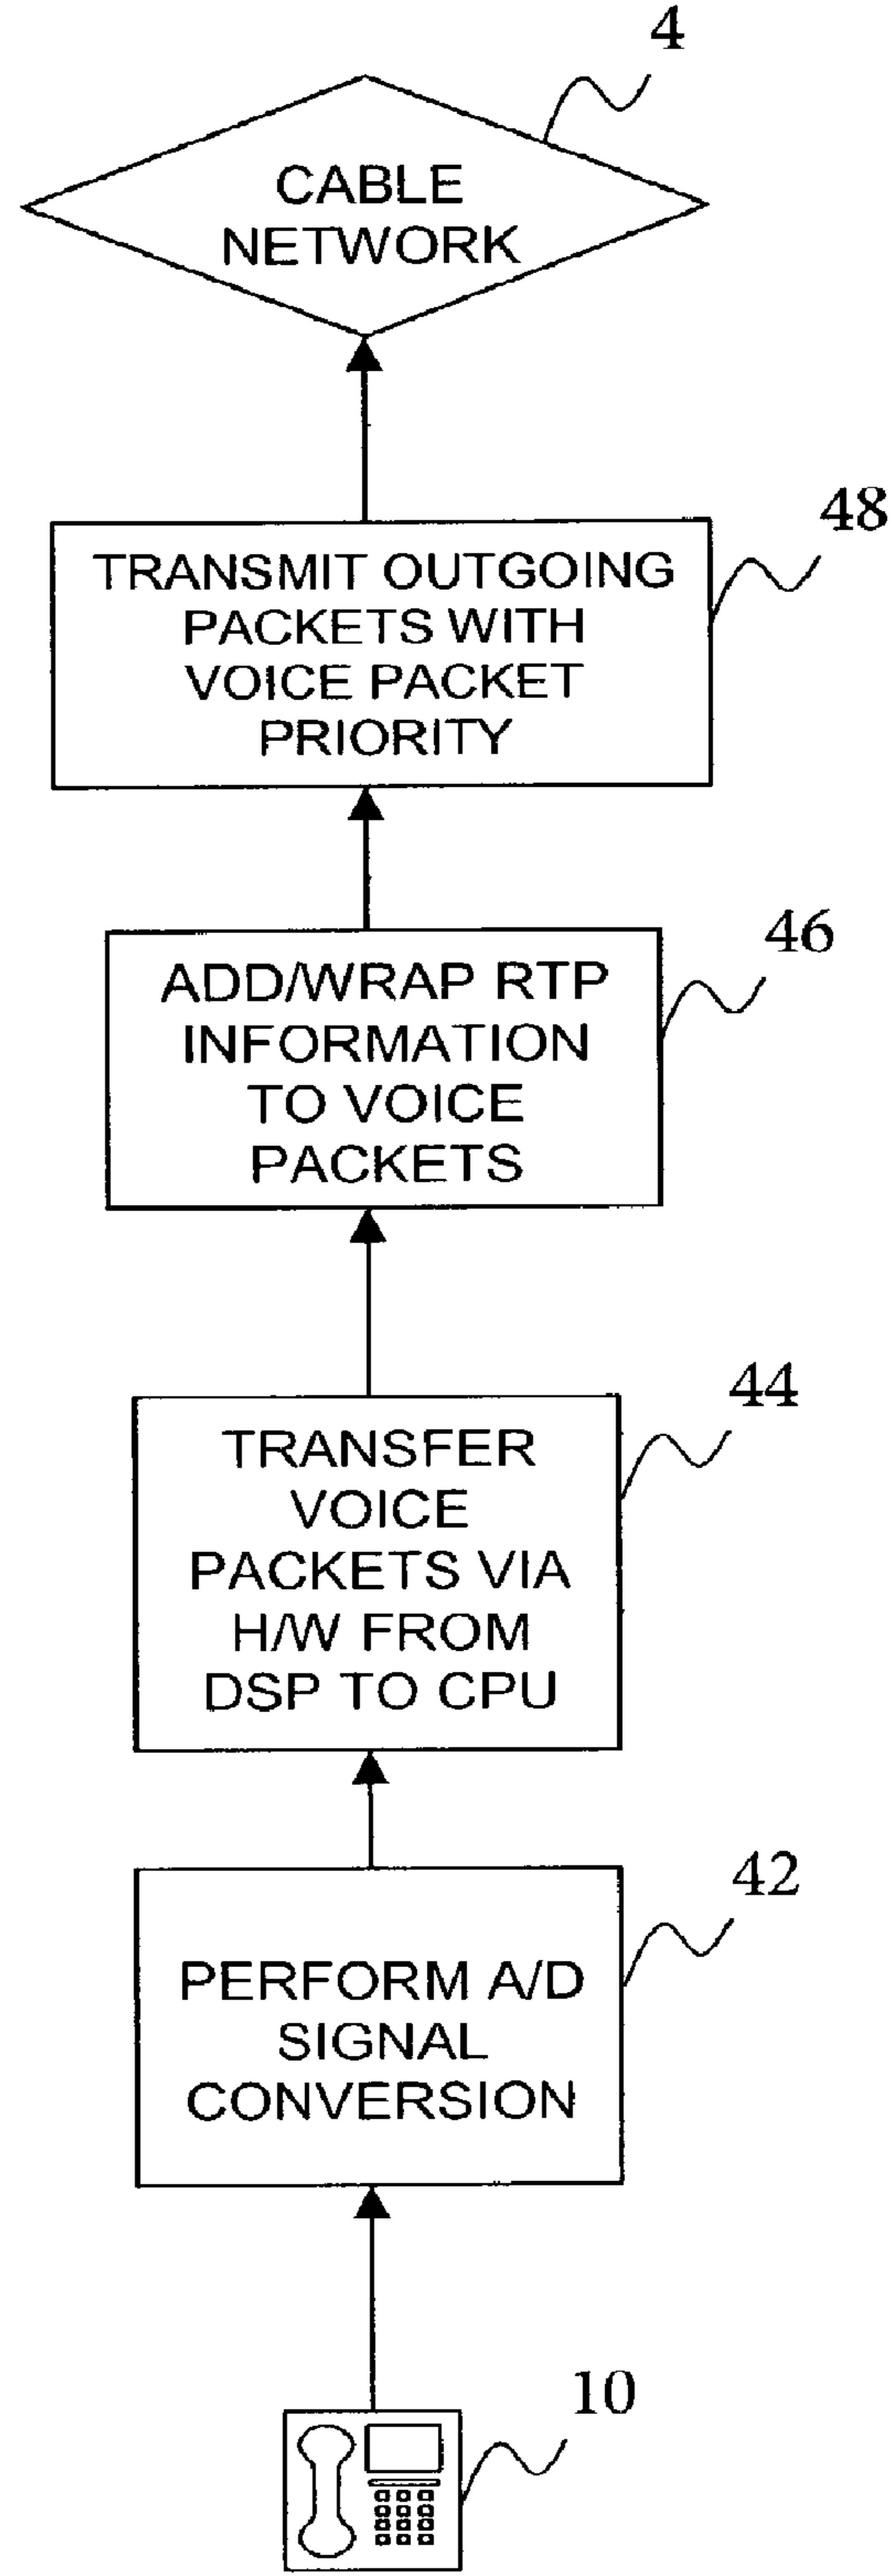 4
CABLE
NETWORK
48
TRANSMIT OUTGOING
PACKETS WITH
VOICE PACKET
PRIORITY
46
ADD/WRAP RTP
INFORMATION
TO VOICE
PACKETS
44
TRANSFER
VOICE
PACKETS VIA
H/W FROM
DSP TO CPU
42
PERFORM A/D
SIGNAL
CONVERSION
10